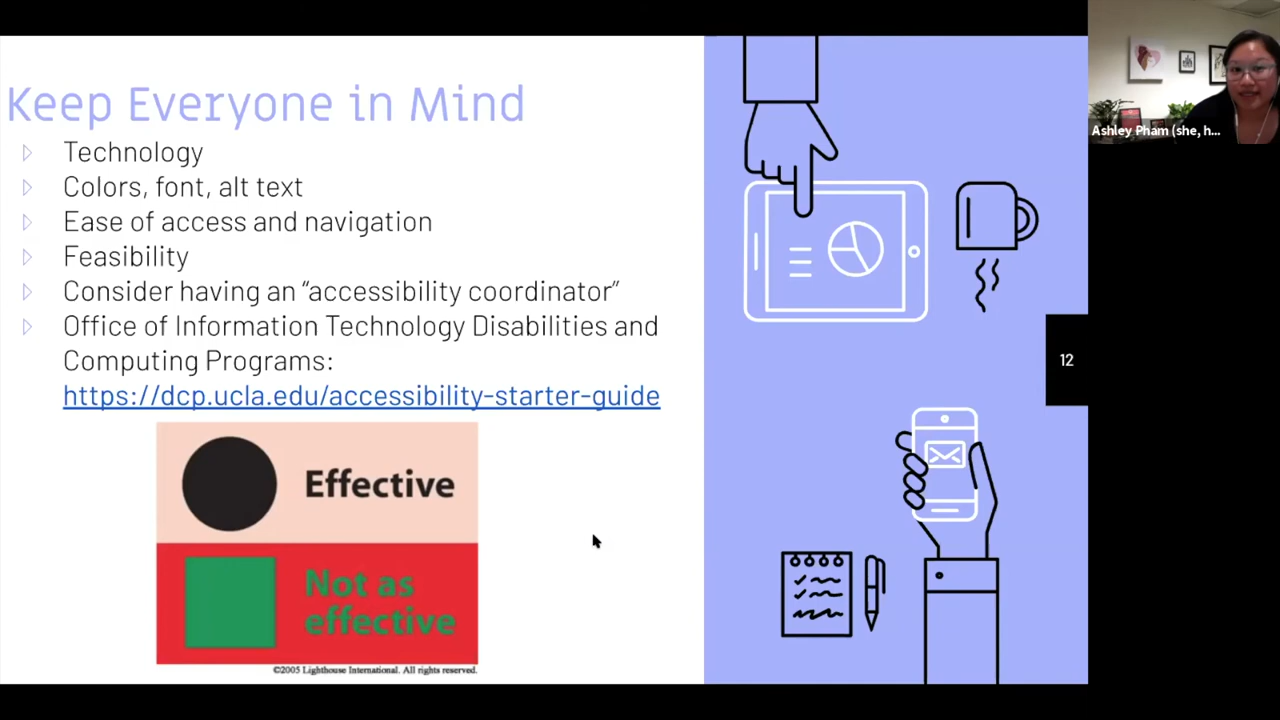 Keep Everyone in Mind
Technology
Colors, font, alt text
Ease of access and navigation
Feasibility
Consider having an “accessibility coordinator”
Office of Information Technology Disabilities and
Computing Programs:
https://dcp.ucla.edu/accessibility-starter-guide
Effective
Not as
effective
©2005 Lighthouse International. All rights reserved.
12
Ashley Pham (she, h...